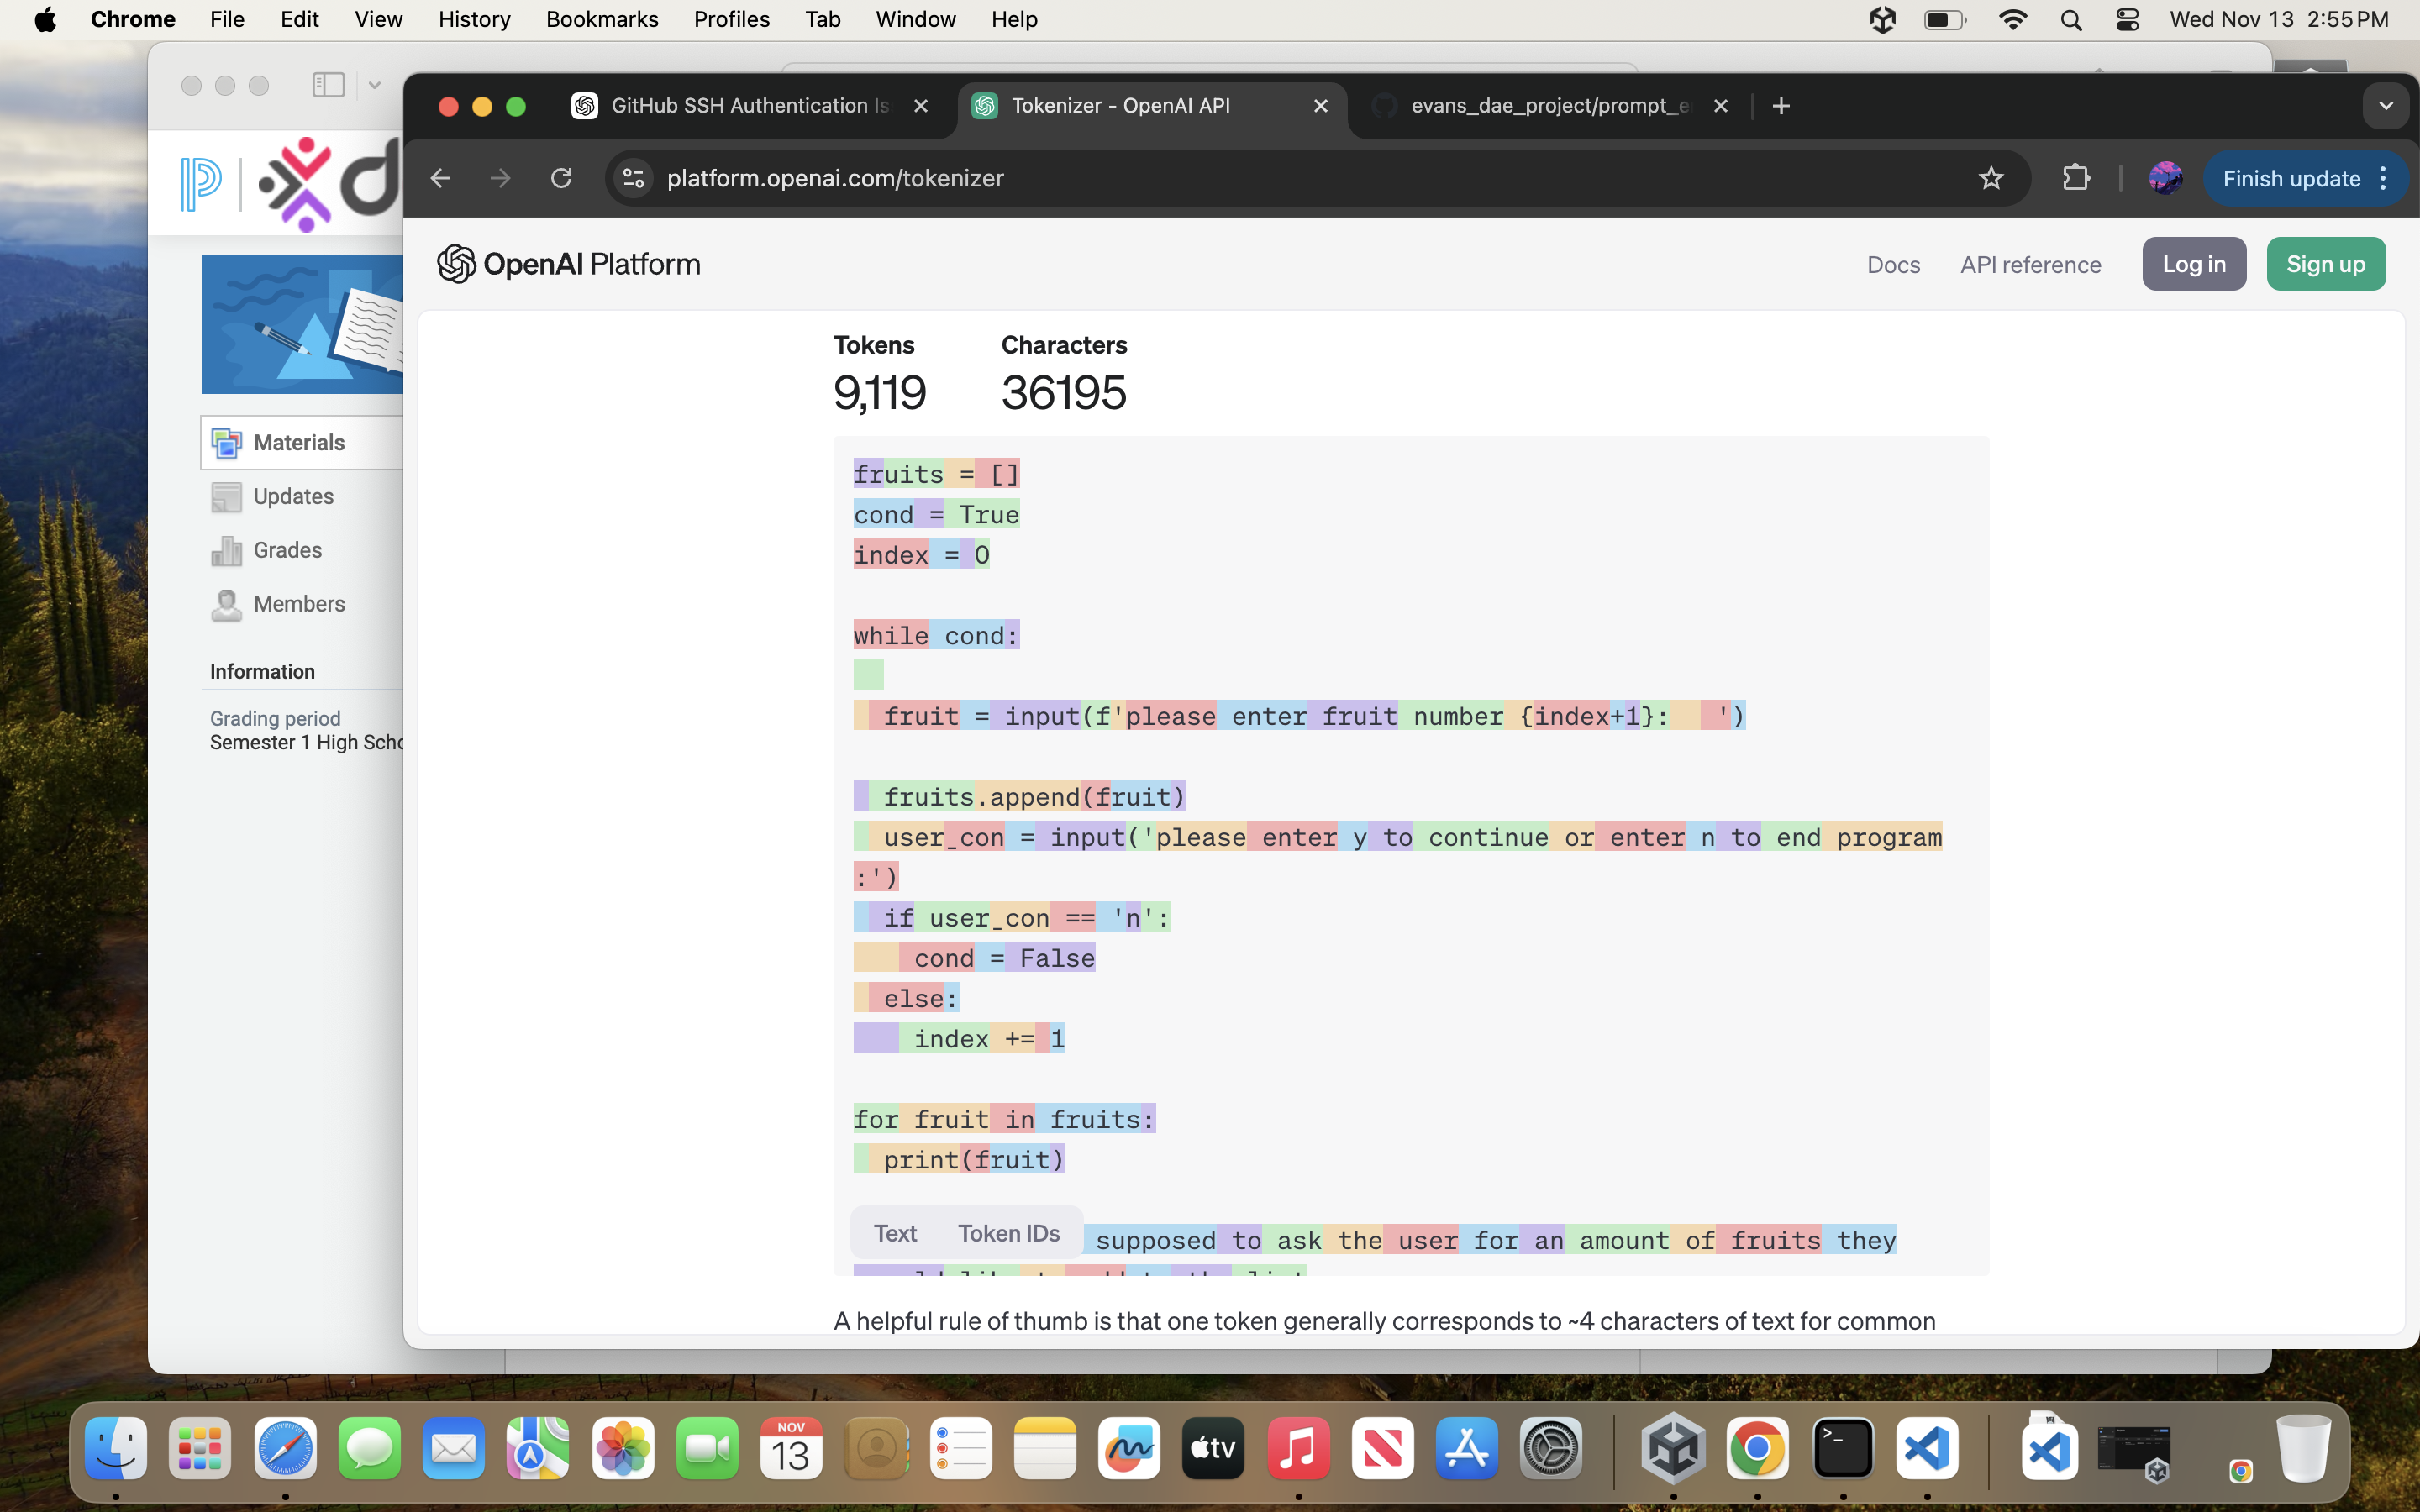 Chrome File Edit View History Bookmarks Profiles Tab Window Help Wed Nov 13 2:55 PM
GitHub SSH Authentication Is
Tokenizer - OpenAI API
evans_dae_project/prompt_e
platform.openai.com/tokenizer
Finish update
OpenAI Platform
Docs API reference Log in Sign up
Materials
Updates
Grades
Members
Information
Grading period
Semester 1 High Scho
Tokens Characters
9,119 36195
fruits = []
cond = True
index = 0
while cond:
fruit = input(f'please enter fruit number {index+1}:   ')
fruits.append(fruit)
user_con = input('please enter y to continue or enter n to end program
:')
if user_con == 'n':
cond = False
else:
index += 1
for fruit in fruits:
print(fruit)
Text Token IDs supposed to ask the user for an amount of fruits they
A helpful rule of thumb is that one token generally corresponds to ~4 characters of text for common
NOV
13
tv
>_